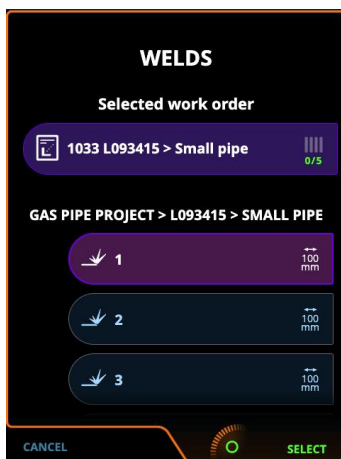 WELDS
Selected work order
1033 L093415 > Small pipe
0/5
GAS PIPE PROJECT > L093415 > SMALL PIPE
1
100
mm
2
100
mm
3
100
mm
CANCEL
SELECT